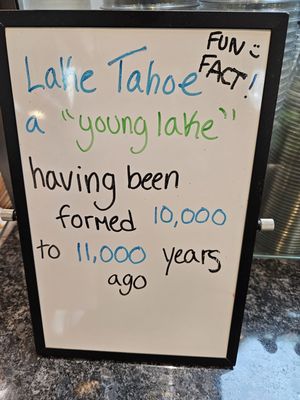 FUN :)
FACT!
Lake Tahoe
a "young lake"
having been
formed 10,000
to 11,000 years
ago